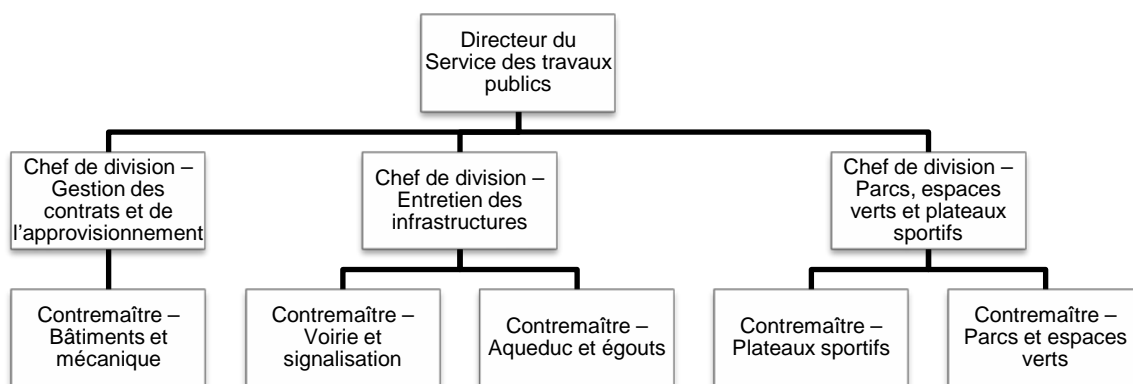 Directeur du
Service des travaux
publics
Chef de division –
Gestion des
contrats et de
l'approvisionnement
Chef de division –
Entretien des
infrastructures
Chef de division –
Parcs, espaces
verts et plateaux
sportifs
Contremaître –
Bâtiments et
mécanique
Contremaître –
Voirie et
signalisation
Contremaître –
Aqueduc et égouts
Contremaître –
Plateaux sportifs
Contremaître –
Parcs et espaces
verts